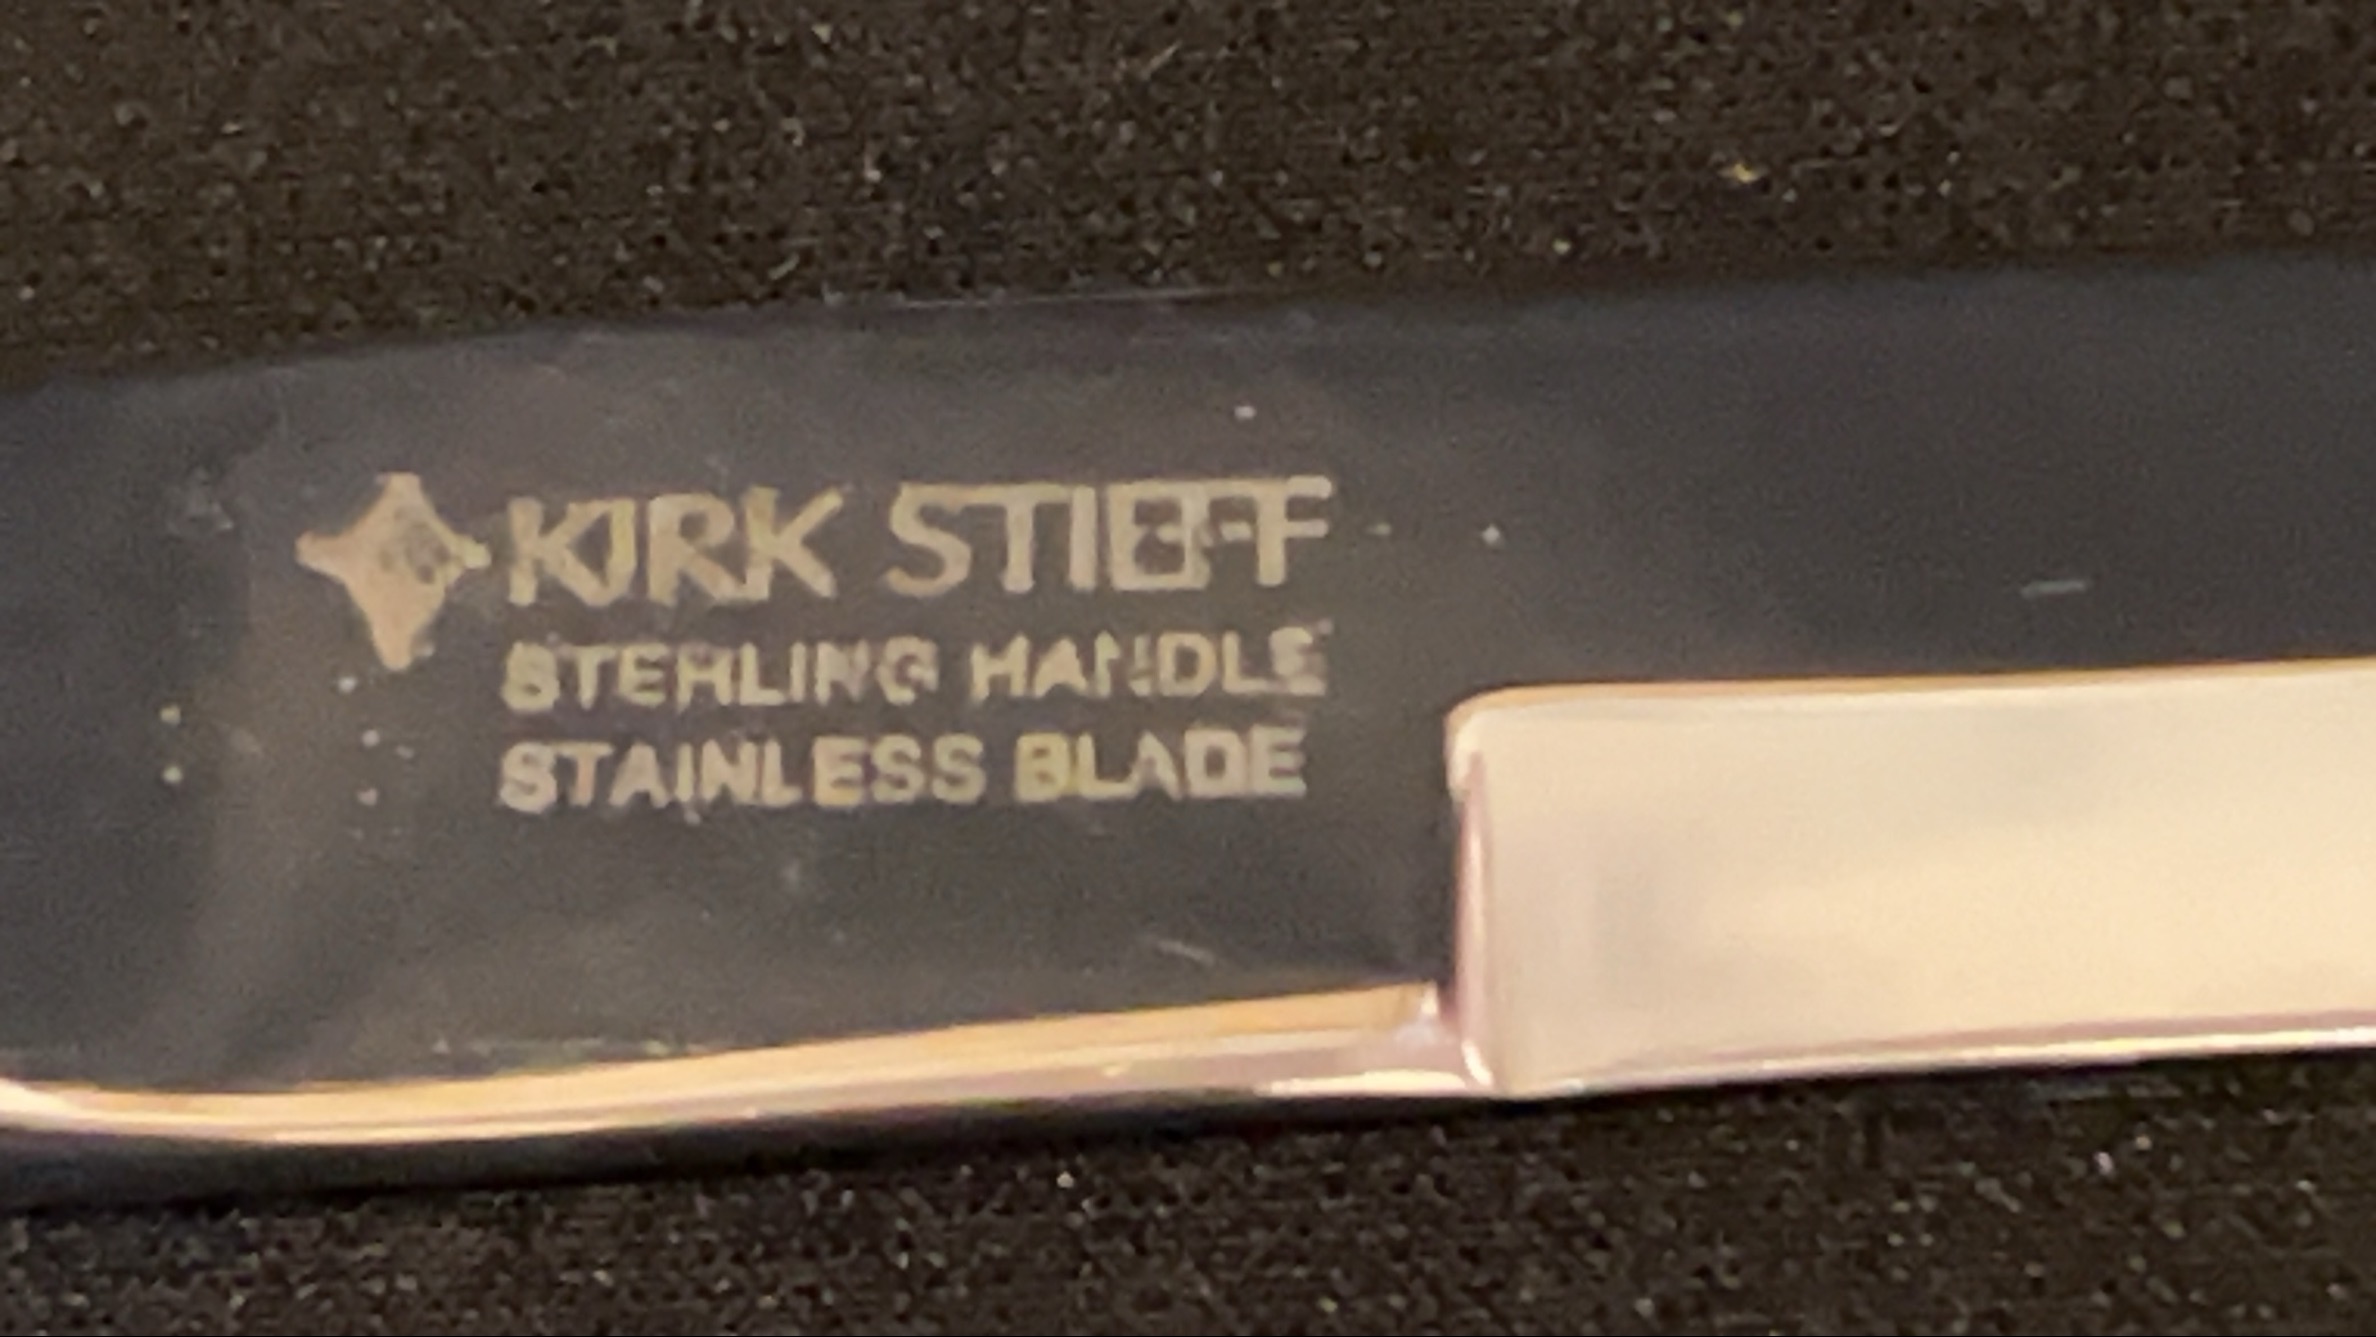 KIRK STIEFF
STERLING HANDLE
STAINLESS BLADE